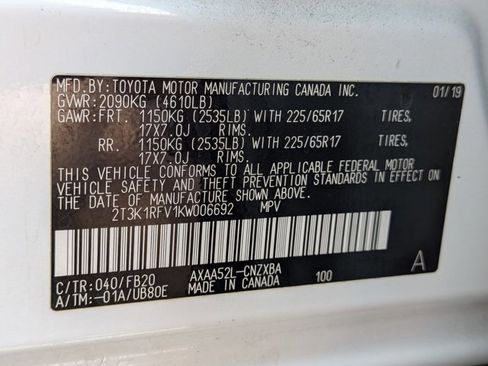 MFD.BY:TOYOTA MOTOR MANUFACTURING CANADA INC. 01/19
GVWR:2090KG (4610LB)
GAWR:FRT. 1150KG (2535LB) WITH 225/65R17 TIRES,
17X7.0J RIMS.
RR. 1150KG (2535LB) WITH 225/65R17 TIRES,
17X7.0J RIMS.
THIS VEHICLE CONFORMS TO ALL APPLICABLE FEDERAL MOTOR
VEHICLE SAFETY AND THEFT PREVENTION STANDARDS IN EFFECT ON
THE DATE OF MANUFACTURE SHOWN ABOVE.
2T3K1RFV1KW006692 MPV
C/TR:040/FB20 AXAA52L-CNZXBA 100 A
A/TM:-01A/UB80E MADE IN CANADA